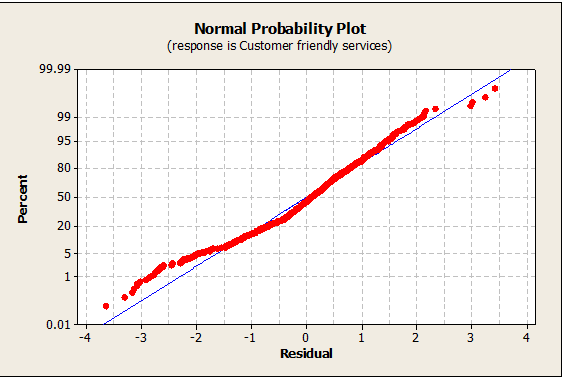 Normal Probability Plot
(response is Customer friendly services)
99.99
99
95
80
50
20
5
1
0.01
Percent
-4 -3 -2 -1 0 1 2 3 4
Residual